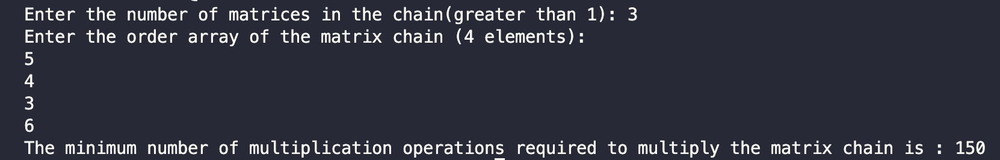 Enter the number of matrices in the chain(greater than 1): 3
Enter the order array of the matrix chain (4 elements):
5
4
3
6
The minimum number of multiplication operations required to multiply the matrix chain is : 150